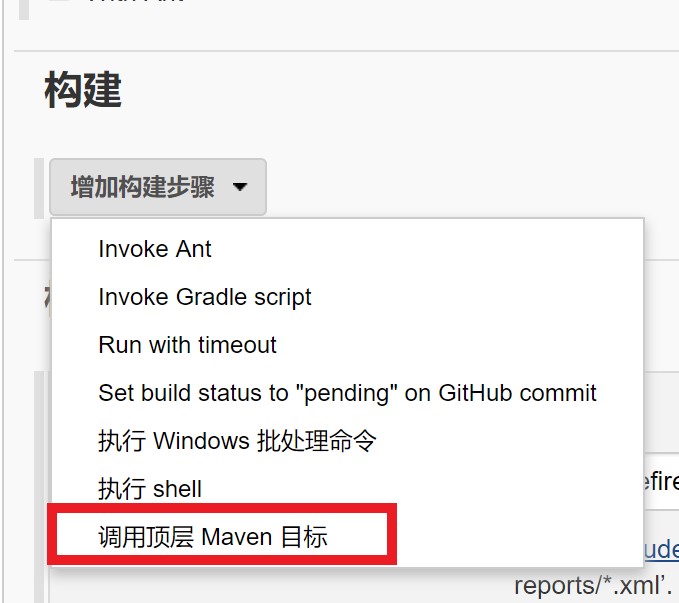 构建
增加构建步骤
Invoke Ant
Invoke Gradle script
Run with timeout
Set build status to "pending" on GitHub commit
执行 Windows 批处理命令
执行 shell
efire
调用顶层 Maven 目标
ude
reports/*.xml’.